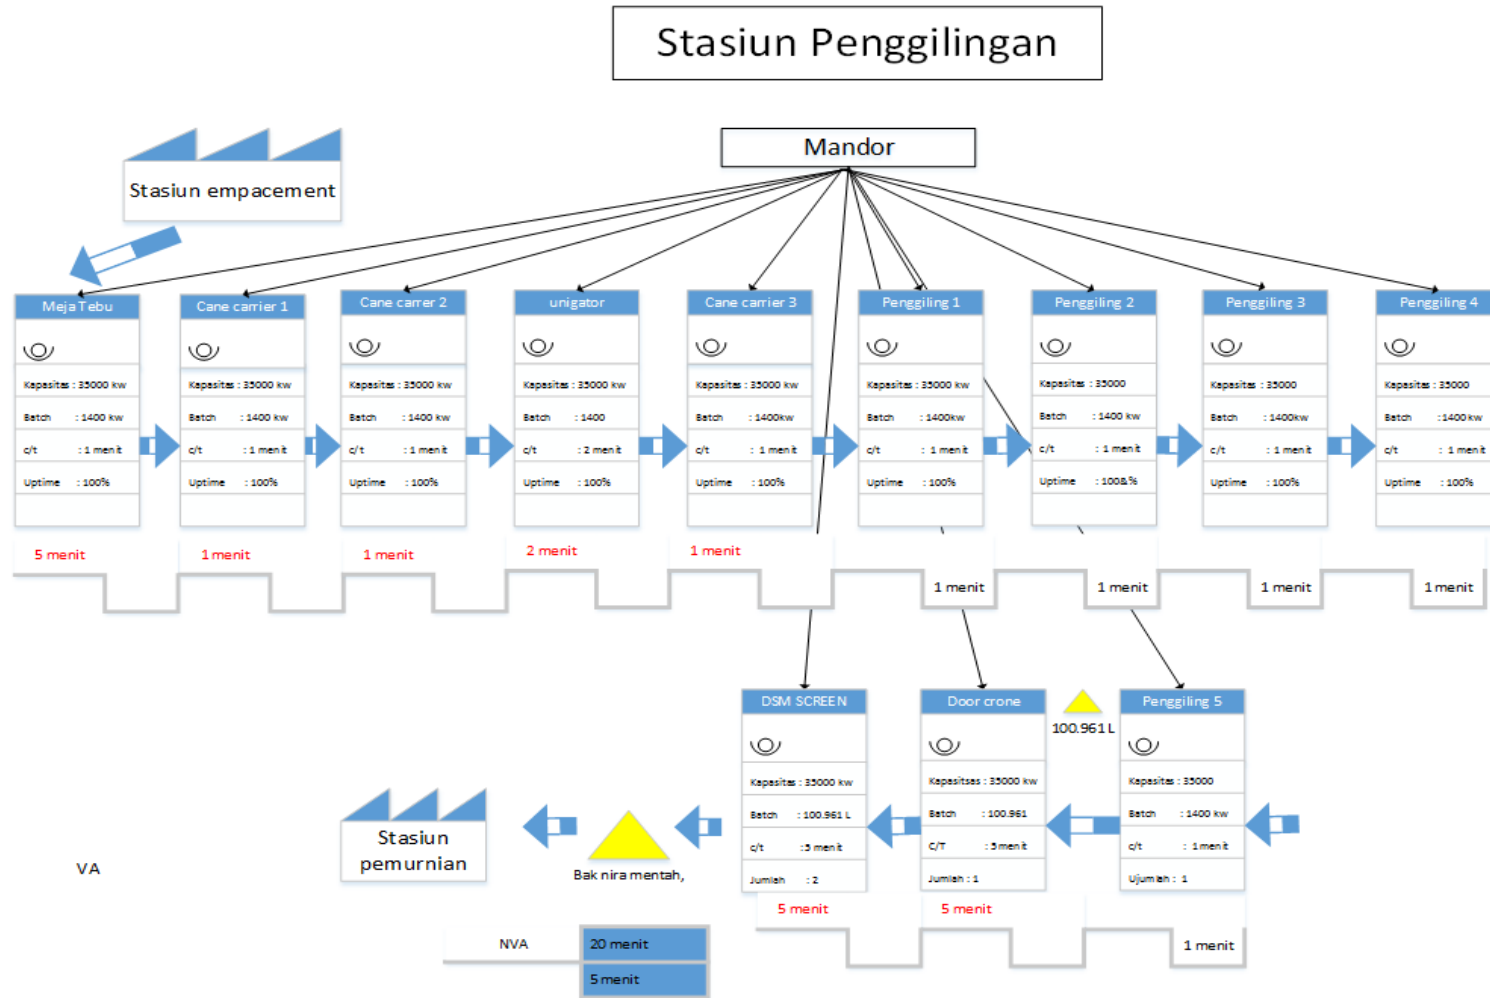 Stasiun Penggilingan
Mandor
Stasiun empacement
Meja Tebu
Kapasitas : 35000 kw
Batch : 1400 kw
c/t : 1 menit
Uptime : 100%
Cane carrier 1
Kapasitas : 35000 kw
Batch : 1400 kw
c/t : 1 menit
Uptime : 100%
Cane carrer 2
Kapasitas : 35000 kw
Batch : 1400 kw
c/t : 1 menit
Uptime : 100%
unigator
Kapasitas : 35000 kw
Batch : 1400
c/t : 2 menit
Uptime : 100%
Cane carrier 3
Kapasitas : 35000 kw
Batch : 1400kw
c/t : 1 menit
Uptime : 100%
Penggiling 1
Kapasitas : 35000 kw
Batch : 1400kw
c/t : 1 menit
Uptime : 100%
Penggiling 2
Kapasitas : 35000
Batch : 1400 kw
c/t : 1 menit
Uptime : 100&%
Penggiling 3
Kapasitas : 35000
Batch : 1400kw
c/t : 1 menit
Uptime : 100%
Penggiling 4
Kapasitas : 35000
Batch : 1400kw
c/t : 1 menit
Uptime : 100%
5 menit
1 menit
1 menit
2 menit
1 menit
1 menit
1 menit
1 menit
1 menit
DSM SCREEN
Kapasitas : 35000 kw
Batch : 100.961 L
c/t : 5 menit
Jumlah : 2
Door crone
Kapasitsas : 35000 kw
Batch : 100.961
C/T : 5 menit
Jumlah : 1
100.961 L
Penggiling 5
Kapasitas : 35000
Batch : 1400 kw
c/t : 1menit
Ujumlah : 1
Stasiun
pemurnian
Bak nira mentah,
VA
5 menit
5 menit
1 menit
NVA
20 menit
5 menit